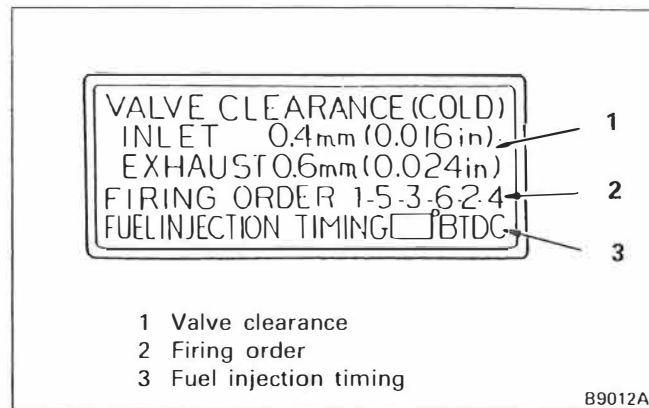 VALVE CLEARANCE (COLD)
INLET 0.4mm (0.016in).
EXHAUST 0.6mm (0.024in)
FIRING ORDER 1-5-3-6-2-4
FUEL INJECTION TIMING °BTDC
1
2
3
1 Valve clearance
2 Firing order
3 Fuel injection timing
89012A